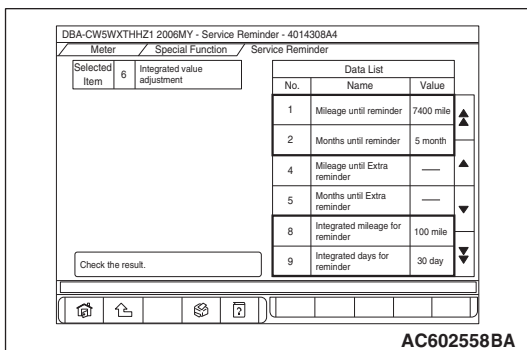 DBA-CW5WXTHHZ1 2006MY - Service Reminder - 4014308A4
Meter / Special Function / Service Reminder
Selected Item 6 Integrated value adjustment
Data List
No. Name Value
1 Mileage until reminder 7400 mile
2 Months until reminder 5 month
4 Mileage until Extra reminder —
5 Months until Extra reminder —
8 Integrated mileage for reminder 100 mile
9 Integrated days for reminder 30 day
Check the result.
?
AC602558BA